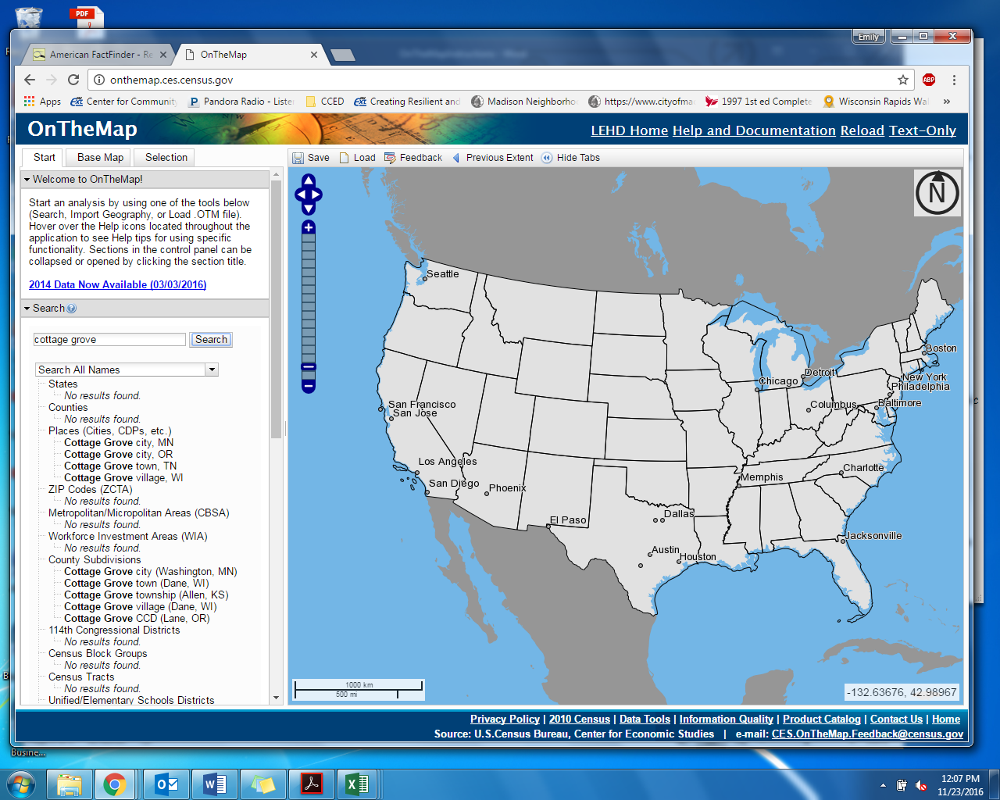 PDF
Emily
American FactFinder - Re
OnTheMap
onthemap.ces.census.gov
ABP
Apps
Center for Community
Pandora Radio - Lister
CCED
Creating Resilient and
Madison Neighborho
https://www.cityofma
1997 1st ed Complete
Wisconsin Rapids Wa
»
OnTheMap
LEHD Home Help and Documentation Reload Text-Only
Start Base Map Selection
Save Load Feedback Previous Extent Hide Tabs
Welcome to OnTheMap!
Start an analysis by using one of the tools below
(Search, Import Geography, or Load .OTM file).
Hover over the Help icons located throughout the
application to see Help tips for using specific
functionality. Sections in the control panel can be
collapsed or opened by clicking the section title.
2014 Data Now Available (03/03/2016)
Search
cottage grove Search
Search All Names
States
No results found.
Counties
No results found.
Places (Cities, CDPs, etc.)
Cottage Grove city, MN
Cottage Grove city, OR
Cottage Grove town, TN
Cottage Grove village, WI
ZIP Codes (ZCTA)
No results found.
Metropolitan/Micropolitan Areas (CBSA)
No results found.
Workforce Investment Areas (WIA)
No results found.
County Subdivisions
Cottage Grove city (Washington, MN)
Cottage Grove town (Dane, WI)
Cottage Grove township (Allen, KS)
Cottage Grove village (Dane, WI)
Cottage Grove CCD (Lane, OR)
114th Congressional Districts
No results found.
Census Block Groups
No results found.
Census Tracts
No results found.
Unified/Elementary Schools Districts
N
Seattle
Boston
Detroit
Chicago
New York
Philadelphia
Columbus
Baltimore
San Francisco
San Jose
Los Angeles
San Diego
Phoenix
Memphis
Charlotte
El Paso
Dallas
Jacksonville
Austin
Houston
1000 km
500 mi
-132.63676, 42.98967
Privacy Policy | 2010 Census | Data Tools | Information Quality | Product Catalog | Contact Us | Home
Source: U.S.Census Bureau, Center for Economic Studies | e-mail: CES.OnTheMap.Feedback@census.gov
Busine...
12:07 PM
11/23/2016